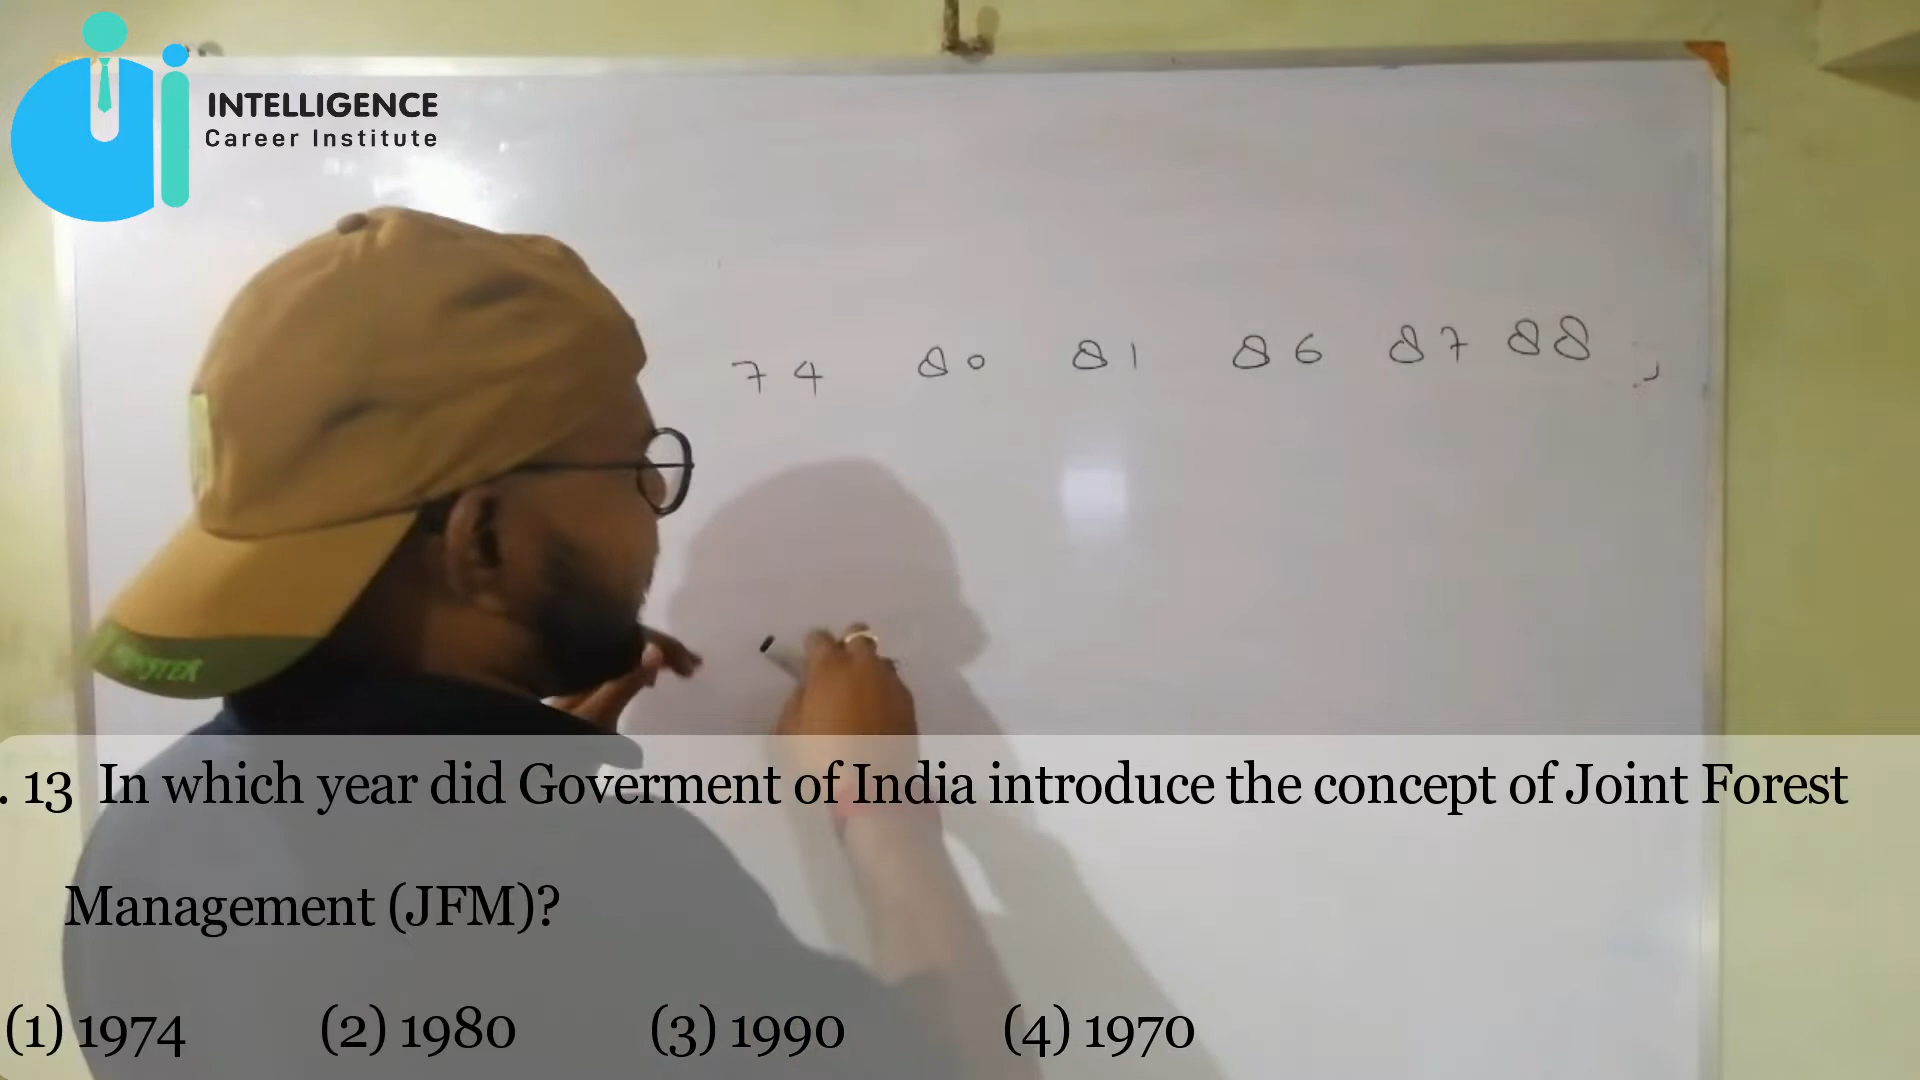 INTELLIGENCE
Career Institute
74 80 81 86 87 88
. 13 In which year did Goverment of India introduce the concept of Joint Forest
Management (JFM)?
(1) 1974 (2) 1980 (3) 1990 (4) 1970